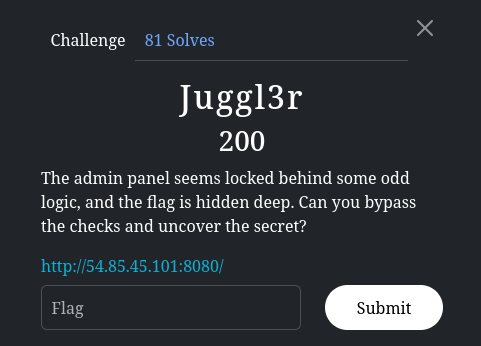 Challenge 81 Solves
Juggl3r
200
The admin panel seems locked behind some odd
logic, and the flag is hidden deep. Can you bypass
the checks and uncover the secret?
http://54.85.45.101:8080/
Flag Submit